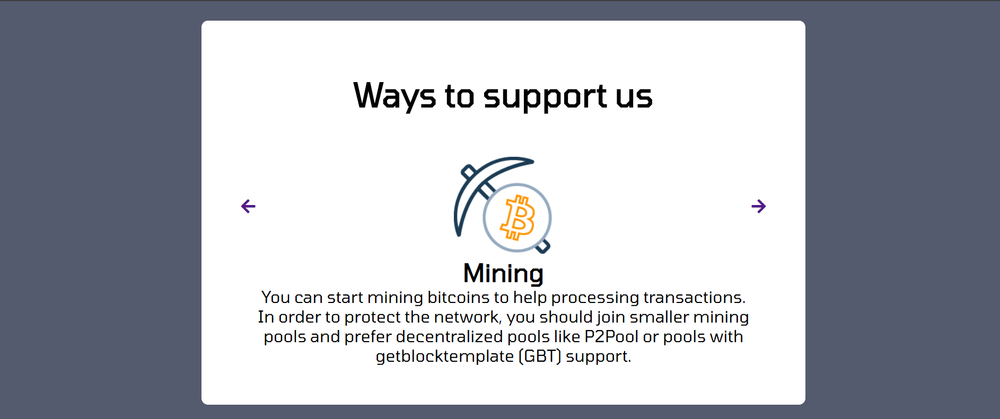 Ways to support us
Mining
You can start mining bitcoins to help processing transactions.
In order to protect the network, you should join smaller mining
pools and prefer decentralized pools like P2Pool or pools with
getblocktemplate (GBT) support.